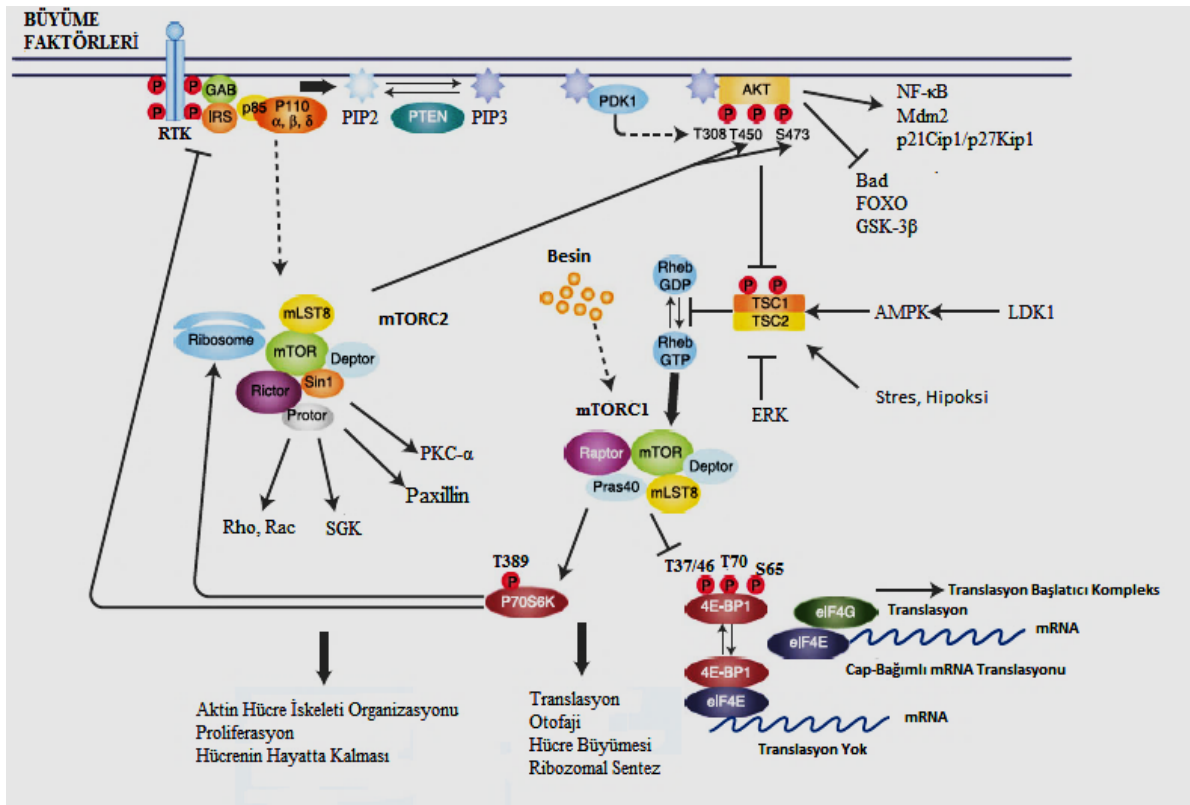 BÜYÜME
FAKTÖRLERİ
P P
P P
GAB
IRS
RTK
p85
P110
α, β, δ
PIP2
PTEN
PIP3
PDK1
AKT
P P P
T308 T450 S473
NF-κB
Mdm2
p21Cip1/p27Kip1
Bad
FOXO
GSK-3β
Besin
Rheb
GDP
Rheb
GTP
P P
TSC1
TSC2
AMPK
LDK1
ERK
Stres, Hipoksi
mTORC2
mLST8
Ribosome
mTOR
Deptor
Rictor
Sin1
Protor
PKC-α
Paxillin
Rho, Rac
SGK
mTORC1
Raptor
mTOR
Deptor
Pras40
mLST8
T389
P
P70S6K
T37/46 T70 S65
P P P
4E-BP1
4E-BP1
eIF4E
mRNA
Translasyon Yok
eIF4G
eIF4E
Translasyon Başlatıcı Kompleks
Translasyon
mRNA
Cap-Bağımlı mRNA Translasyonu
Aktin Hücre İskeleti Organizasyonu
Proliferasyon
Hücrenin Hayatta Kalması
Translasyon
Otofaji
Hücre Büyümesi
Ribozomal Sentez